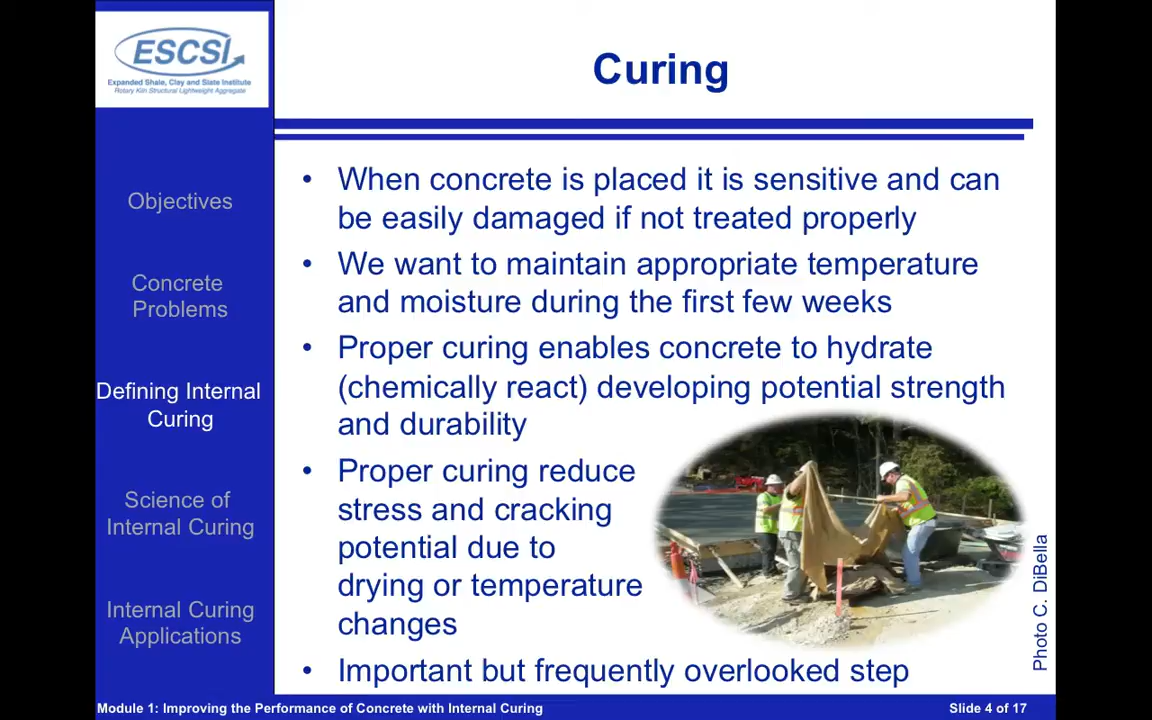 ESCSI
Expanded Shale, Clay and Slate Institute
Rotary Kiln Structural Lightweight Aggregate
Curing
Objectives
Concrete
Problems
Defining Internal
Curing
Science of
Internal Curing
Internal Curing
Applications
• When concrete is placed it is sensitive and can
be easily damaged if not treated properly
• We want to maintain appropriate temperature
and moisture during the first few weeks
• Proper curing enables concrete to hydrate
(chemically react) developing potential strength
and durability
• Proper curing reduce
stress and cracking
potential due to
drying or temperature
changes
• Important but frequently overlooked step
Photo C. DiBella
Module 1: Improving the Performance of Concrete with Internal Curing
Slide 4 of 17